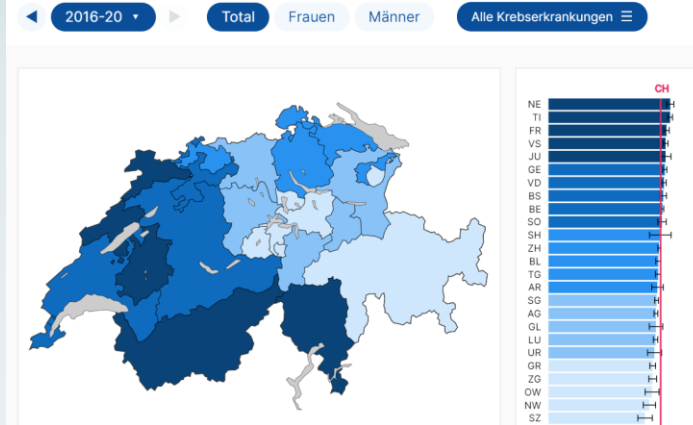 2016-20 Total Frauen Männer Alle Krebserkrankungen
CH
NE
TI
FR
VS
JU
GE
VD
BS
BE
SO
SH
ZH
BL
TG
AR
SG
AG
GL
LU
UR
GR
ZG
OW
NW
SZ